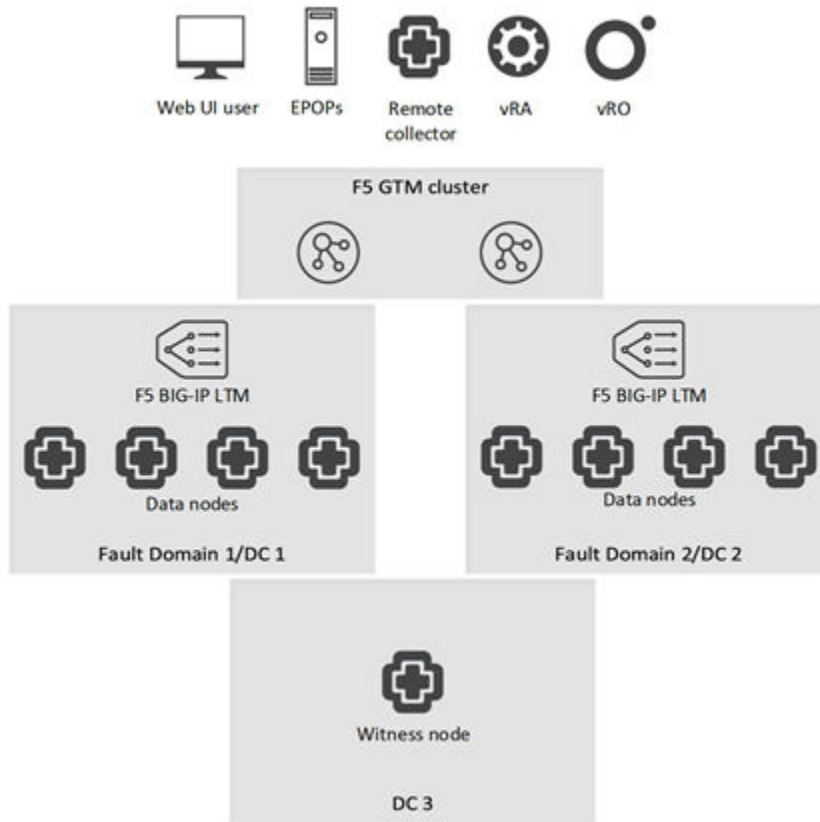 Web UI user
EPOPs
Remote
collector
vRA
vRO
F5 GTM cluster
F5 BIG-IP LTM
Data nodes
Fault Domain 1/DC 1
F5 BIG-IP LTM
Data nodes
Fault Domain 2/DC 2
Witness node
DC 3